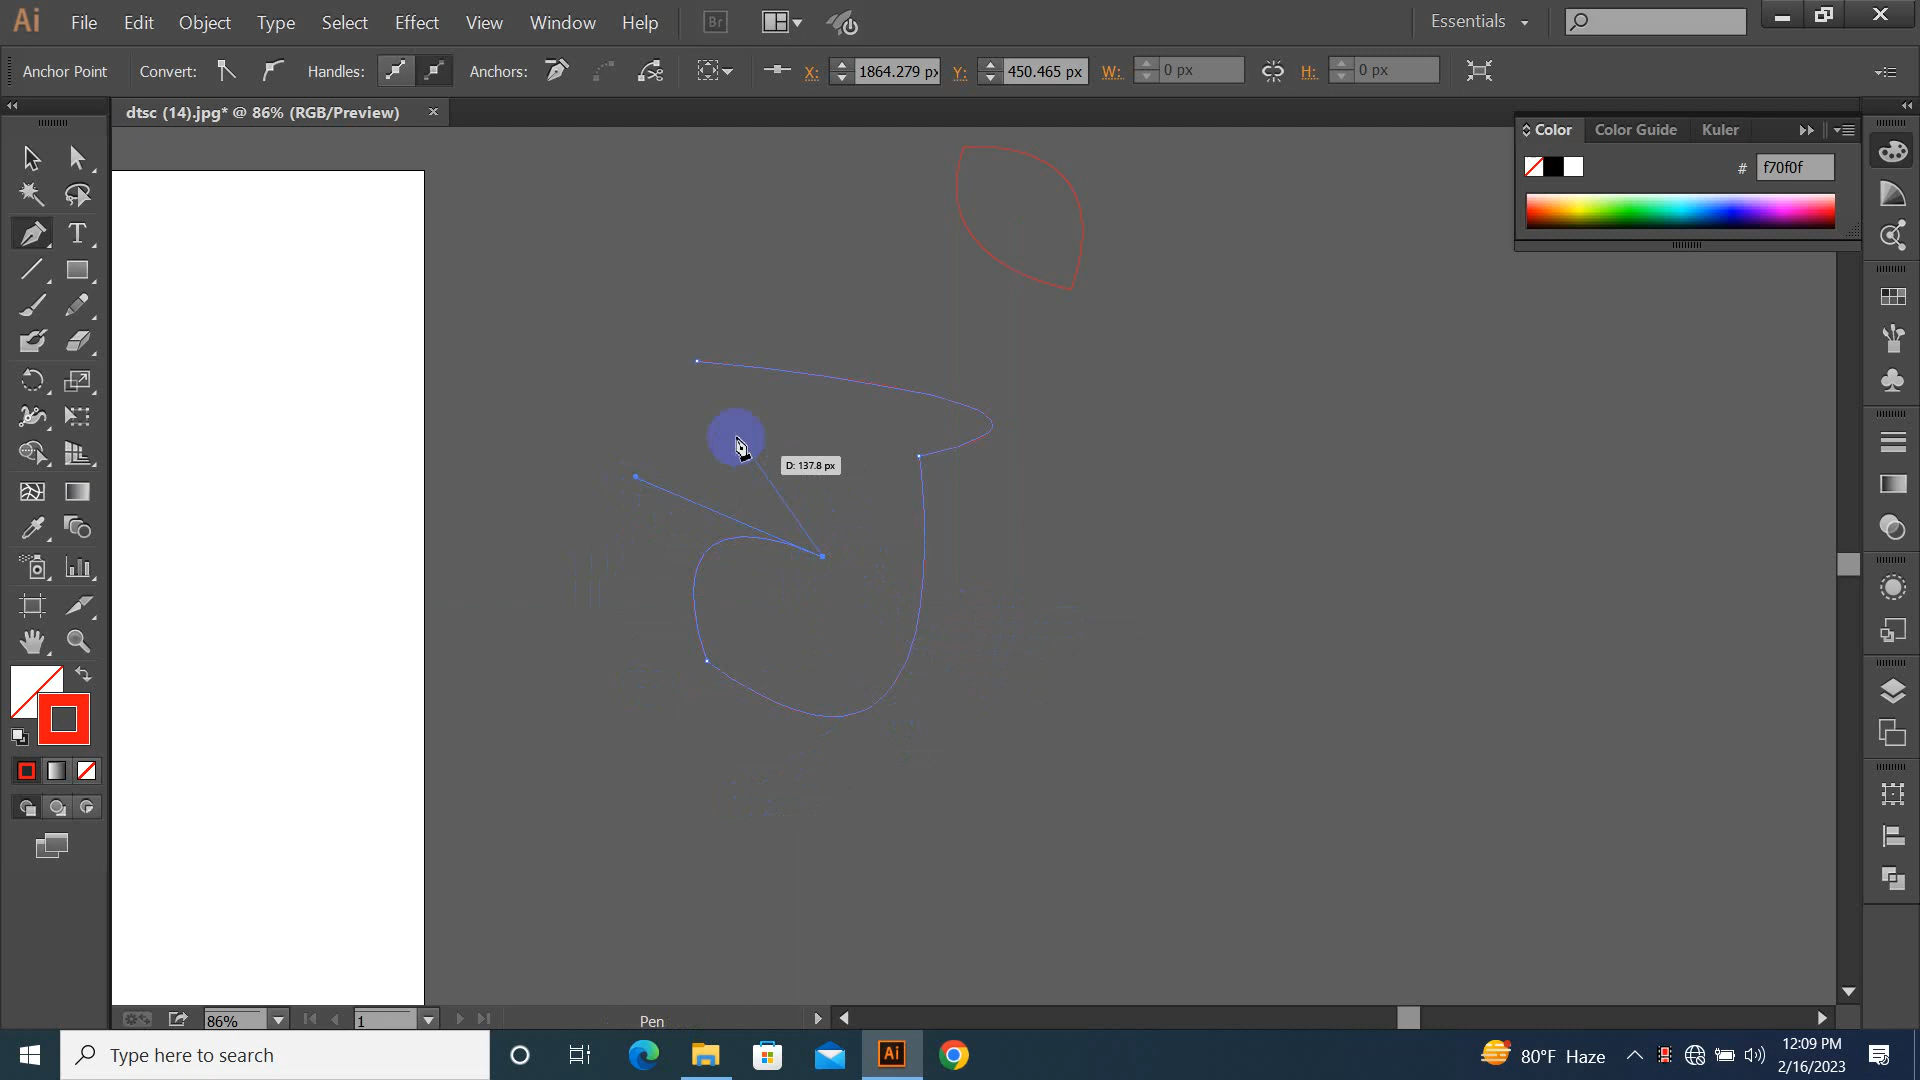 Ai File Edit Object Select Effect Type View Window Help Br Essentials
Anchor Point Convert: Handles: Anchors: X: 1864.279 px Y: 450.465 px W: 0 px H: 0 px
dtsc (14).jpg* @ 86% (RGB/Preview)
Color Color Guide Kuler
# f70f0f
T
D: 137.8 px
86% 1 Pen
Type here to search Ai 80°F Haze 12:09 PM
2/16/2023